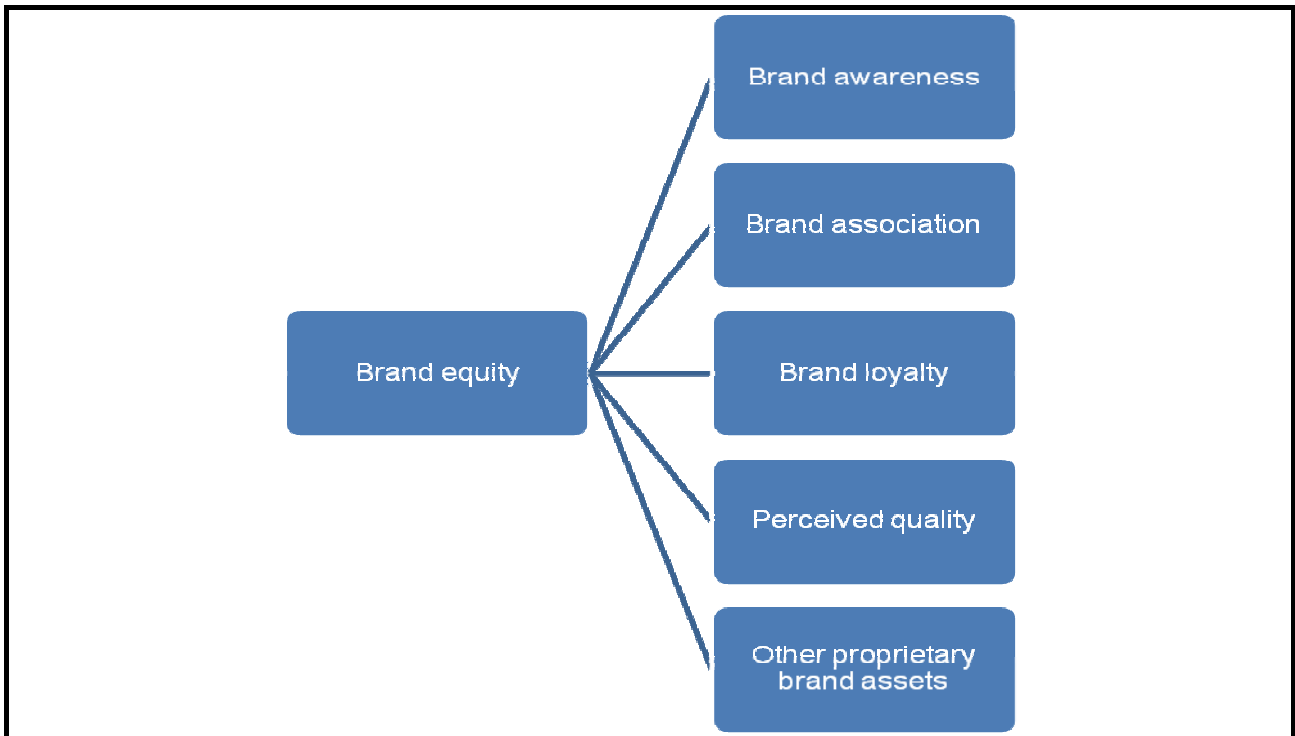 Brand awareness
Brand association
Brand equity
Brand loyalty
Perceived quality
Other proprietary
brand assets